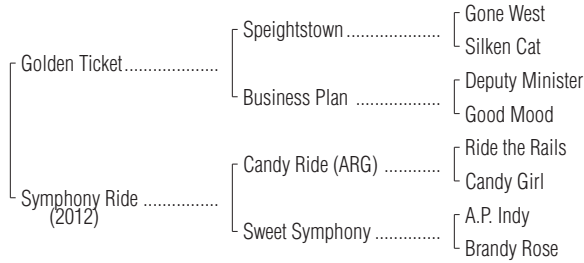 Gone West
Speightstown ....................
Silken Cat
Golden Ticket....................
Deputy Minister
Business Plan ..................
Good Mood
Ride the Rails
Candy Ride (ARG) ............
Candy Girl
Symphony Ride ................
(2012)
A.P. Indy
Sweet Symphony ..............
Brandy Rose